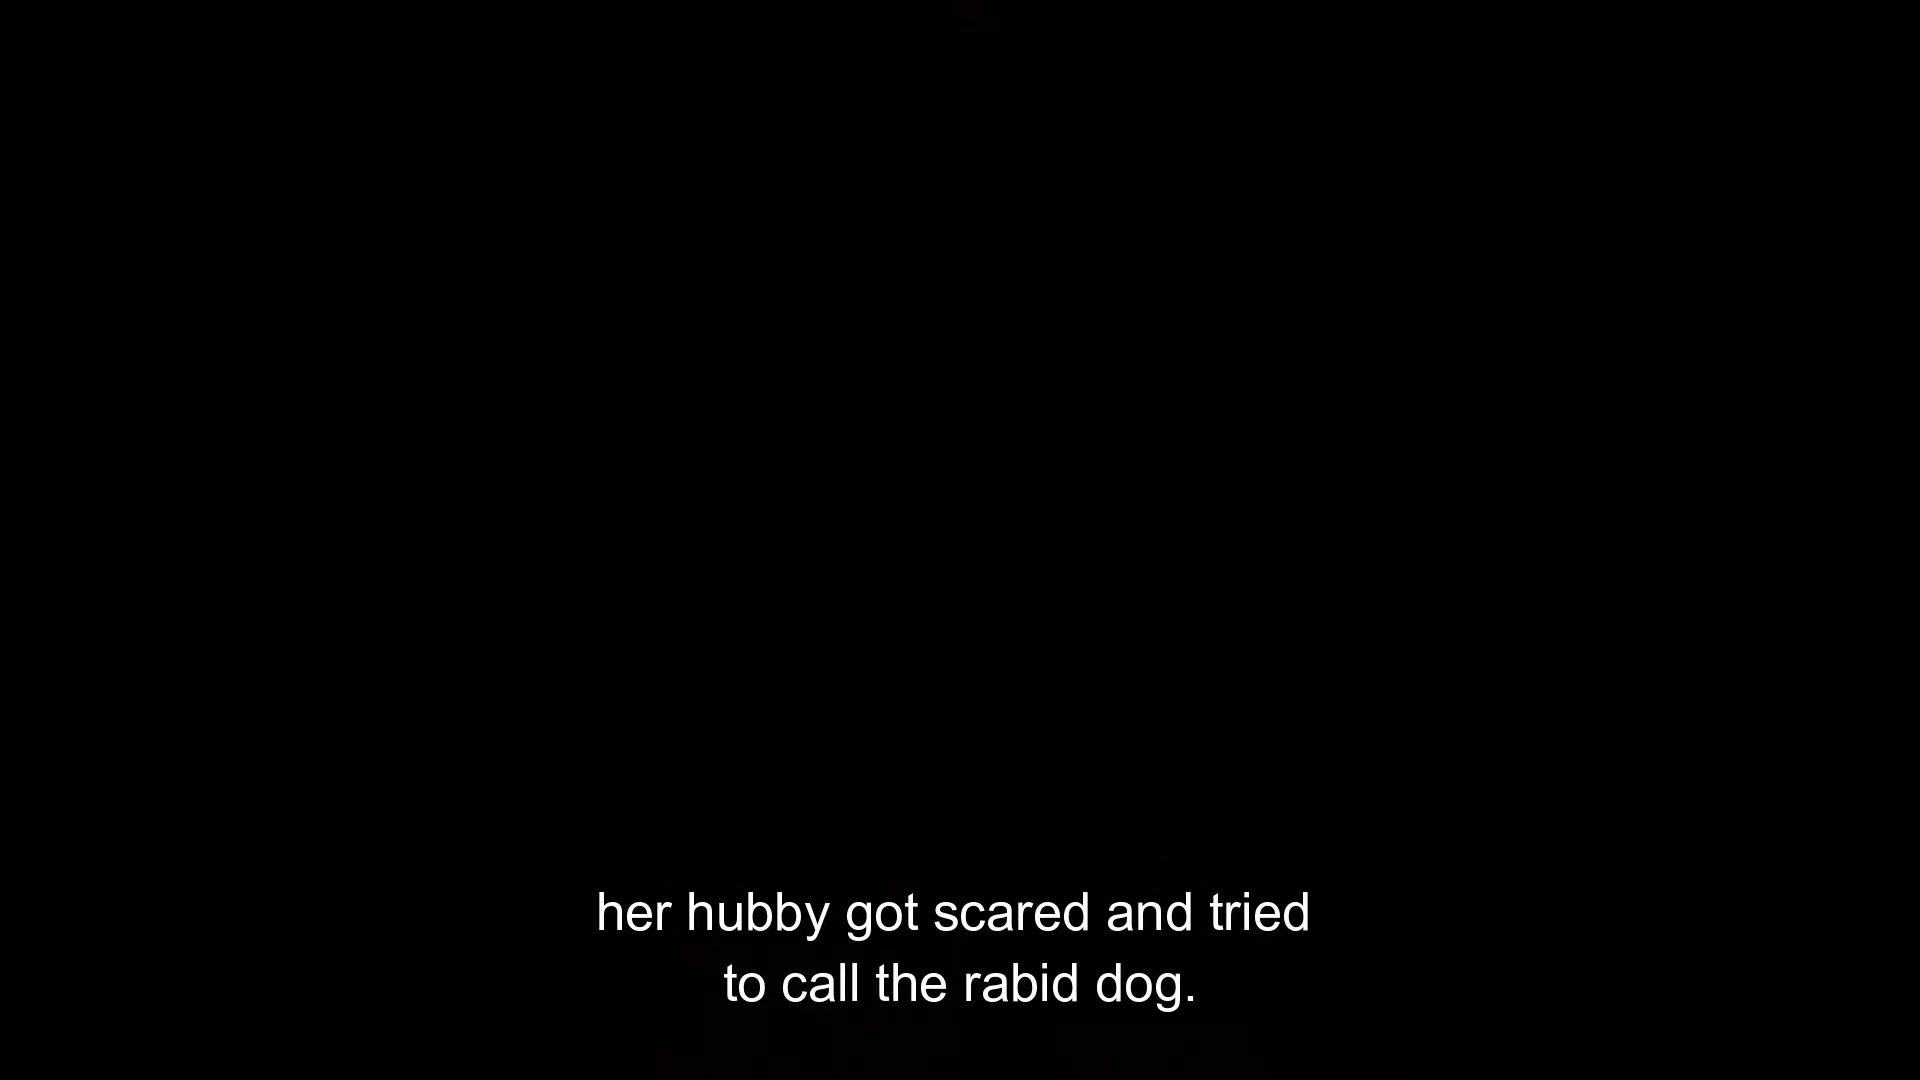 her hubby got scared and tried
to call the rabid dog.